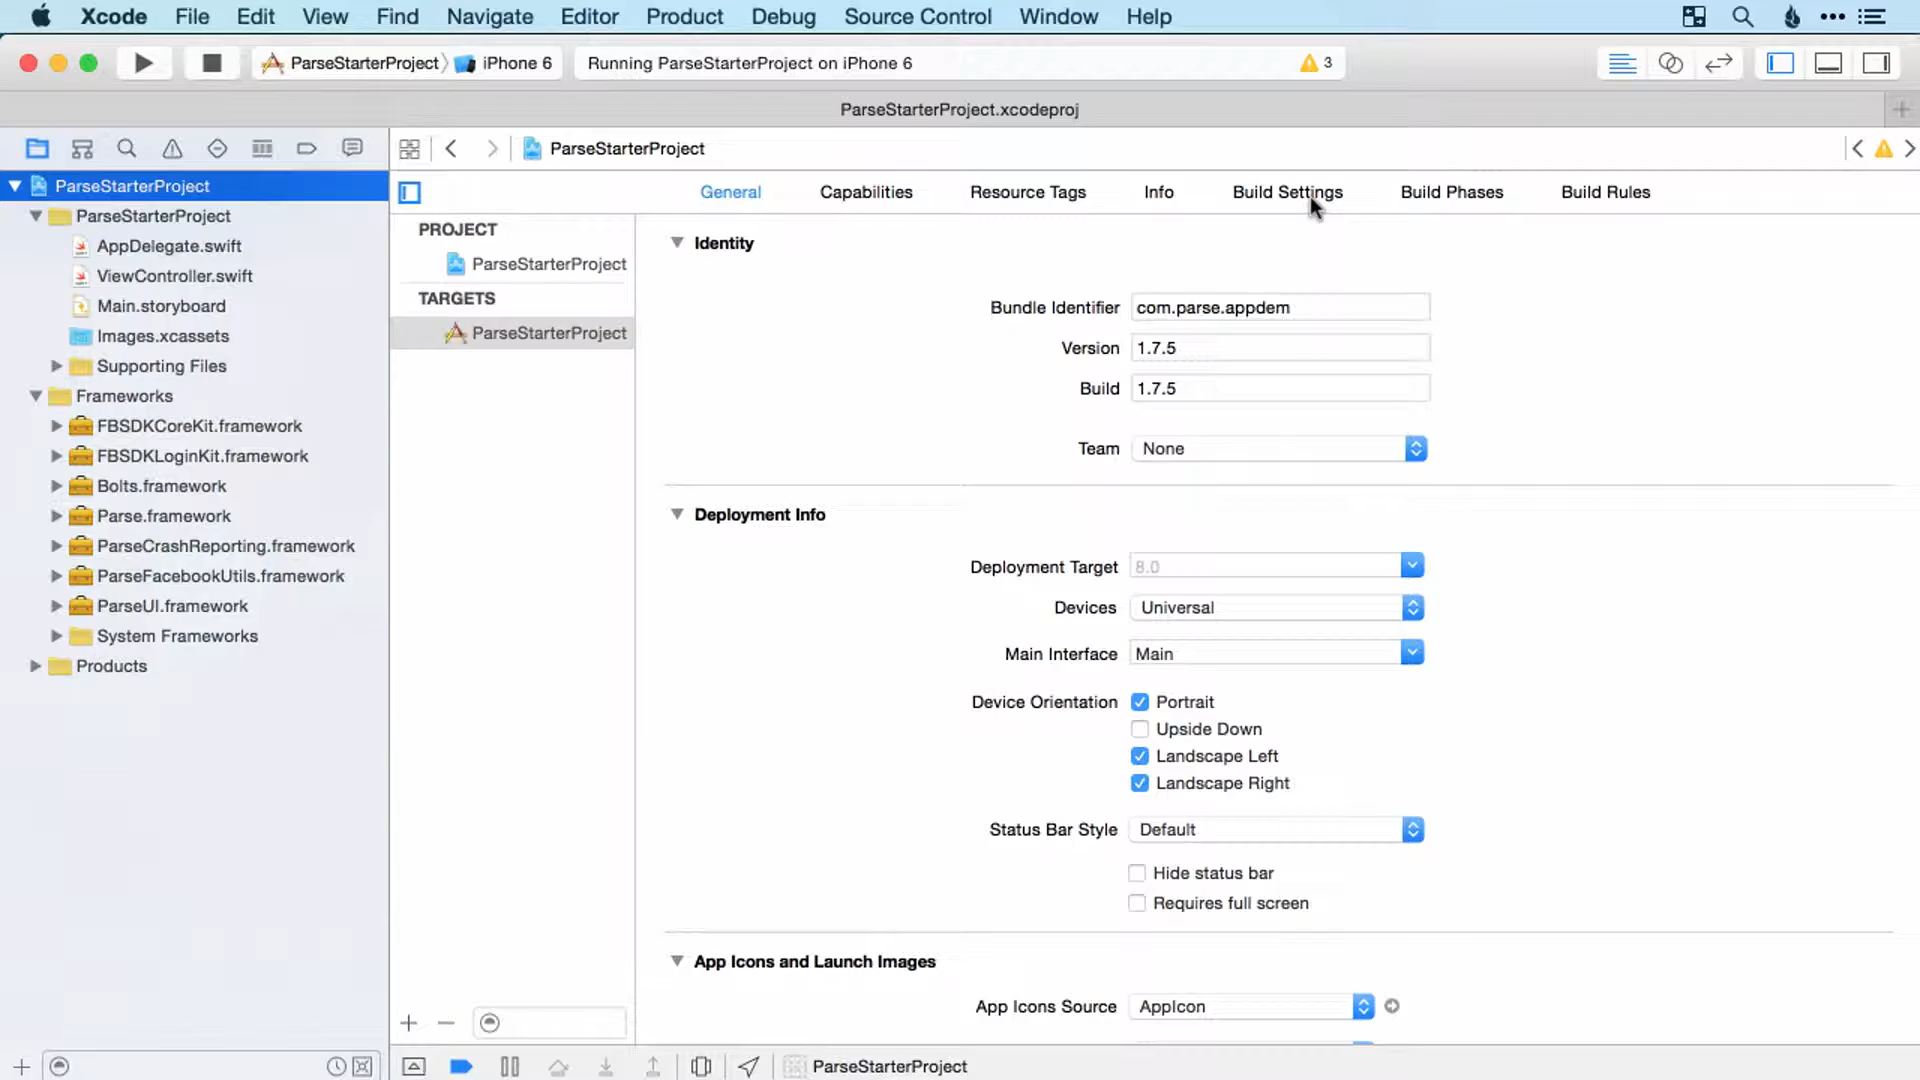 Xcode File Edit View Find Navigate Editor Product Debug Source Control Window Help
ParseStarterProject iPhone 6 Running ParseStarterProject on iPhone 6 3
ParseStarterProject.xcodeproj
ParseStarterProject
General Capabilities Resource Tags Info Build Settings Build Phases Build Rules
ParseStarterProject
ParseStarterProject
AppDelegate.swift
ViewController.swift
Main.storyboard
Images.xcassets
Supporting Files
Frameworks
FBSDKCoreKit.framework
FBSDKLoginKit.framework
Bolts.framework
Parse.framework
ParseCrashReporting.framework
ParseFacebookUtils.framework
ParseUI.framework
System Frameworks
Products
PROJECT
ParseStarterProject
TARGETS
ParseStarterProject
Identity
Bundle Identifier com.parse.appdem
Version 1.7.5
Build 1.7.5
Team None
Deployment Info
Deployment Target 8.0
Devices Universal
Main Interface Main
Device Orientation Portrait
Upside Down
Landscape Left
Landscape Right
Status Bar Style Default
Hide status bar
Requires full screen
App Icons and Launch Images
App Icons Source AppIcon
ParseStarterProject